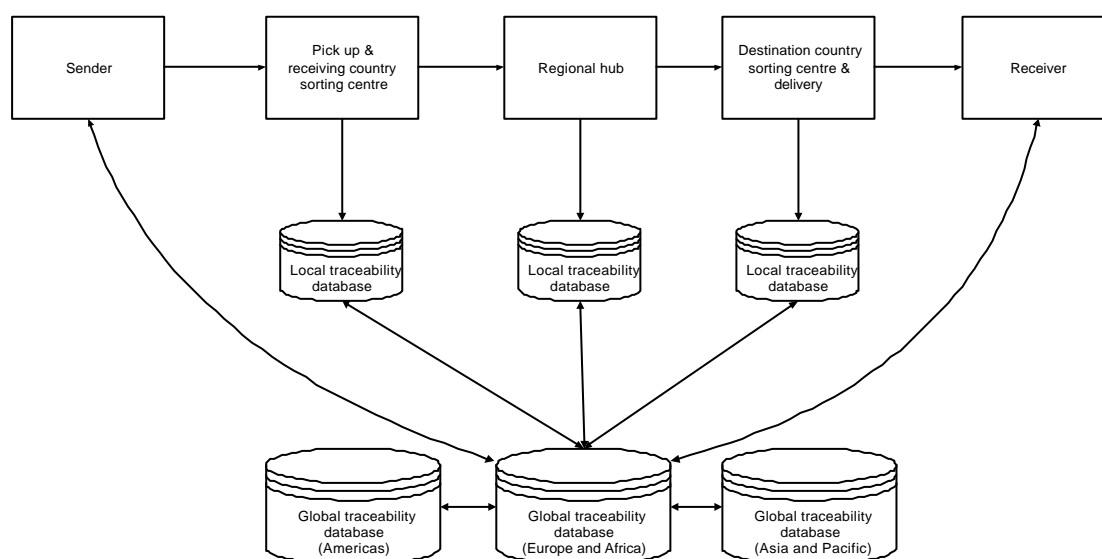 Sender
Pick up &
receiving country
sorting centre
Regional hub
Destination country
sorting centre &
delivery
Receiver
Local traceability
database
Local traceability
database
Local traceability
database
Global traceability
database
(Americas)
Global traceability
database
(Europe and Africa)
Global traceability
database
(Asia and Pacific)